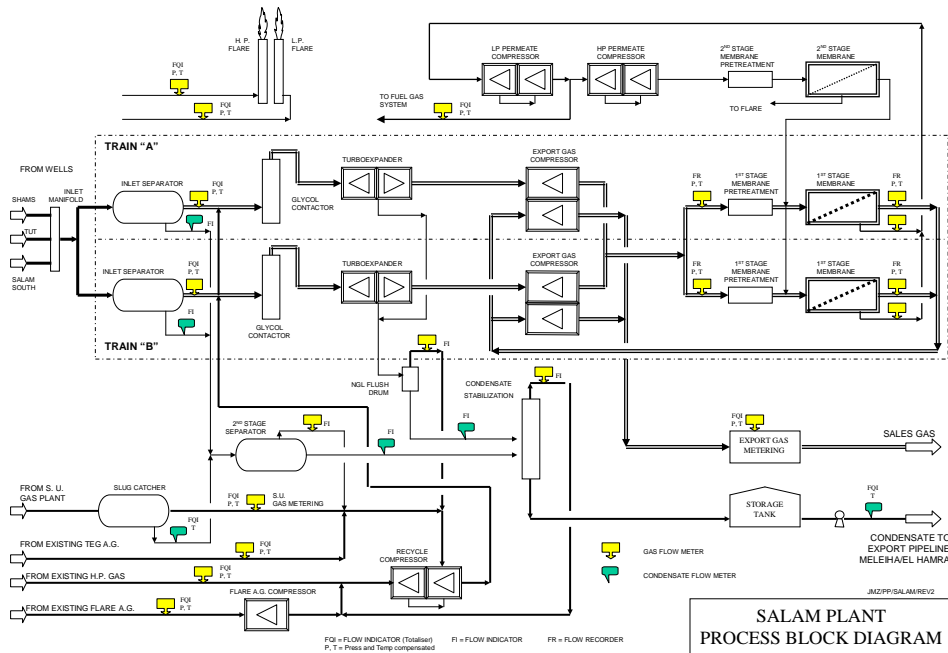 H. P.
FLARE
L.P.
FLARE
FQI
P, T
FQI
P, T
LP PERMEATE
COMPRESSOR
HP PERMEATE
COMPRESSOR
2ND STAGE
MEMBRANE
PRETREATMENT
2ND STAGE
MEMBRANE
TO FUEL GAS
SYSTEM
FQI
P, T
TO FLARE
TRAIN "A"
FROM WELLS
INLET
MANIFOLD
SHAMS
TUT
SALAM
SOUTH
INLET SEPARATOR
FQI
P, T
FI
GLYCOL
CONTACTOR
TURBOEXPANDER
EXPORT GAS
COMPRESSOR
FR
P, T
1ST STAGE
MEMBRANE
PRETREATMENT
1ST STAGE
MEMBRANE
FR
P, T
INLET SEPARATOR
FQI
P, T
FI
GLYCOL
CONTACTOR
TURBOEXPANDER
EXPORT GAS
COMPRESSOR
FR
P, T
1ST STAGE
MEMBRANE
PRETREATMENT
1ST STAGE
MEMBRANE
FR
P, T
TRAIN "B"
FI
NGL FLUSH
DRUM
CONDENSATE
STABILIZATION
FI
2ND STAGE
SEPARATOR
FI
FI
FI
FQI
P, T
EXPORT GAS
METERING
SALES GAS
FROM S. U.
GAS PLANT
SLUG CATCHER
FQI
T
FQI
P, T
S.U.
GAS METERING
STORAGE
TANK
FQI
T
CONDENSATE TO
EXPORT PIPELINE
MELEIHA/EL HAMRA
FROM EXISTING TEG A.G.
FQI
P, T
FROM EXISTING H.P. GAS
FQI
P, T
RECYCLE
COMPRESSOR
FROM EXISTING FLARE A.G.
FQI
P, T
FLARE A.G. COMPRESSOR
GAS FLOW METER
CONDENSATE FLOW METER
JMZ/PP/SALAM/REV2
FQI = FLOW INDICATOR (Totaliser) FI = FLOW INDICATOR FR = FLOW RECORDER
P, T = Press and Temp compensated
SALAM PLANT
PROCESS BLOCK DIAGRAM